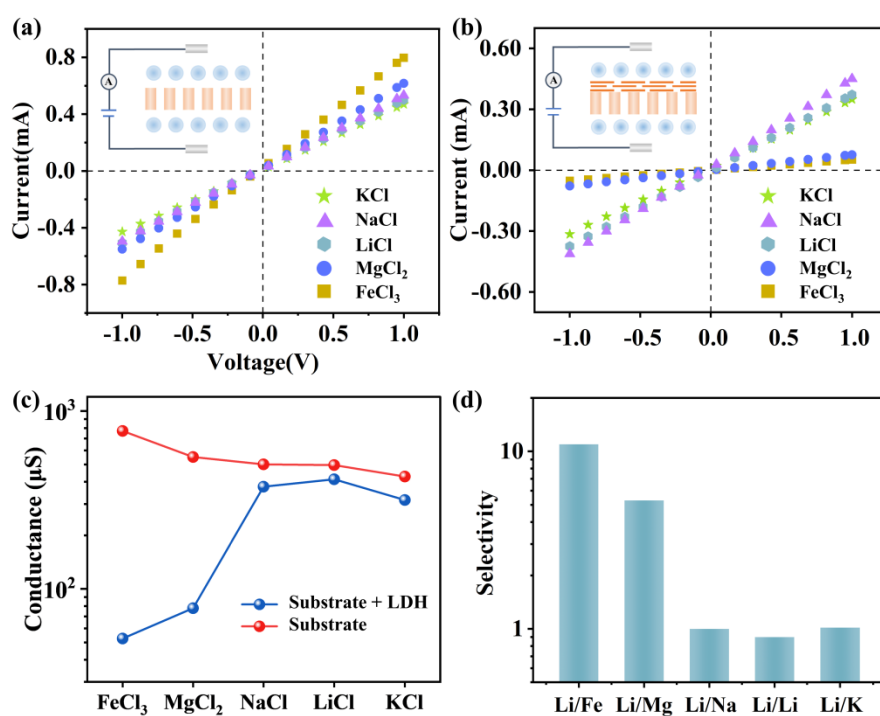 (a)
A
0.8
0.4
0.0
-0.4
-0.8
Current(mA)
KCl
NaCl
LiCl
MgCl₂
FeCl₃
-1.0 -0.5 0.0 0.5 1.0
Voltage(V)
(b)
A
0.60
0.30
0.00
-0.30
-0.60
Current (mA)
KCl
NaCl
LiCl
MgCl₂
FeCl₃
-1.0 -0.5 0.0 0.5 1.0
(c)
10³
10²
Conductance (μS)
Substrate + LDH
Substrate
FeCl₃ MgCl₂ NaCl LiCl KCl
(d)
10
1
Selectivity
Li/Fe Li/Mg Li/Na Li/Li Li/K